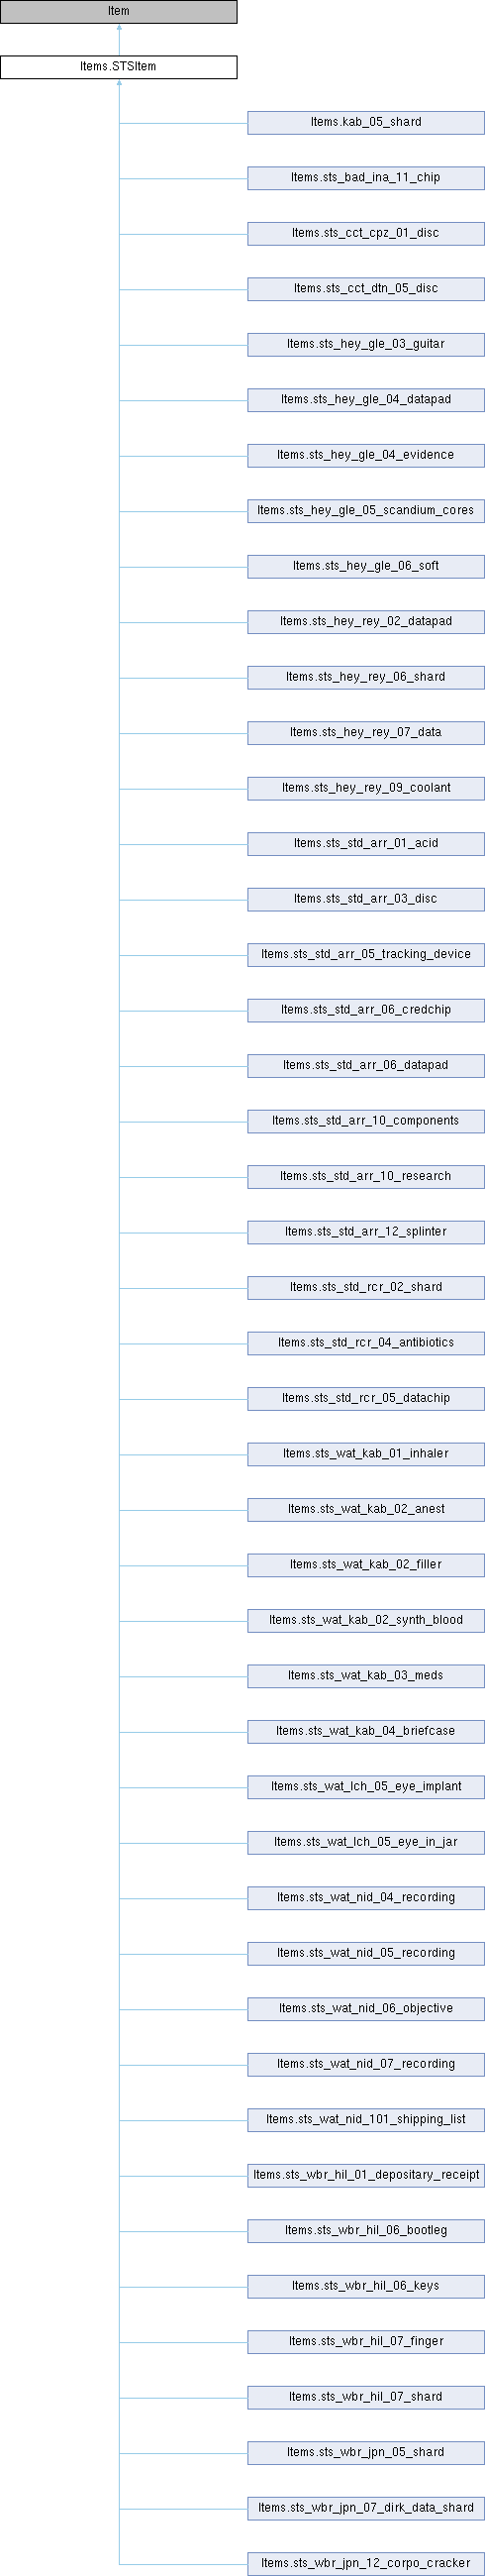 Item
Items.STSItem
Items.kab_05_shard
Items.sts_bad_ina_11_chip
Items.sts_cct_cpz_01_disc
Items.sts_cct_dtn_05_disc
Items.sts_hey_gle_03_guitar
Items.sts_hey_gle_04_datapad
Items.sts_hey_gle_04_evidence
Items.sts_hey_gle_05_scandium_cores
Items.sts_hey_gle_06_soft
Items.sts_hey_rey_02_datapad
Items.sts_hey_rey_06_shard
Items.sts_hey_rey_07_data
Items.sts_hey_rey_09_coolant
Items.sts_std_arr_01_acid
Items.sts_std_arr_03_disc
Items.sts_std_arr_05_tracking_device
Items.sts_std_arr_06_credchip
Items.sts_std_arr_06_datapad
Items.sts_std_arr_10_components
Items.sts_std_arr_10_research
Items.sts_std_arr_12_splinter
Items.sts_std_rcr_02_shard
Items.sts_std_rcr_04_antibiotics
Items.sts_std_rcr_05_datachip
Items.sts_wat_kab_01_inhaler
Items.sts_wat_kab_02_anest
Items.sts_wat_kab_02_filler
Items.sts_wat_kab_02_synth_blood
Items.sts_wat_kab_03_meds
Items.sts_wat_kab_04_briefcase
Items.sts_wat_lch_05_eye_implant
Items.sts_wat_lch_05_eye_in_jar
Items.sts_wat_nid_04_recording
Items.sts_wat_nid_05_recording
Items.sts_wat_nid_06_objective
Items.sts_wat_nid_07_recording
Items.sts_wat_nid_101_shipping_list
Items.sts_wbr_hil_01_depositary_receipt
Items.sts_wbr_hil_06_bootleg
Items.sts_wbr_hil_06_keys
Items.sts_wbr_hil_07_finger
Items.sts_wbr_hil_07_shard
Items.sts_wbr_jpn_05_shard
Items.sts_wbr_jpn_07_dirk_data_shard
Items.sts_wbr_jpn_12_corpo_cracker